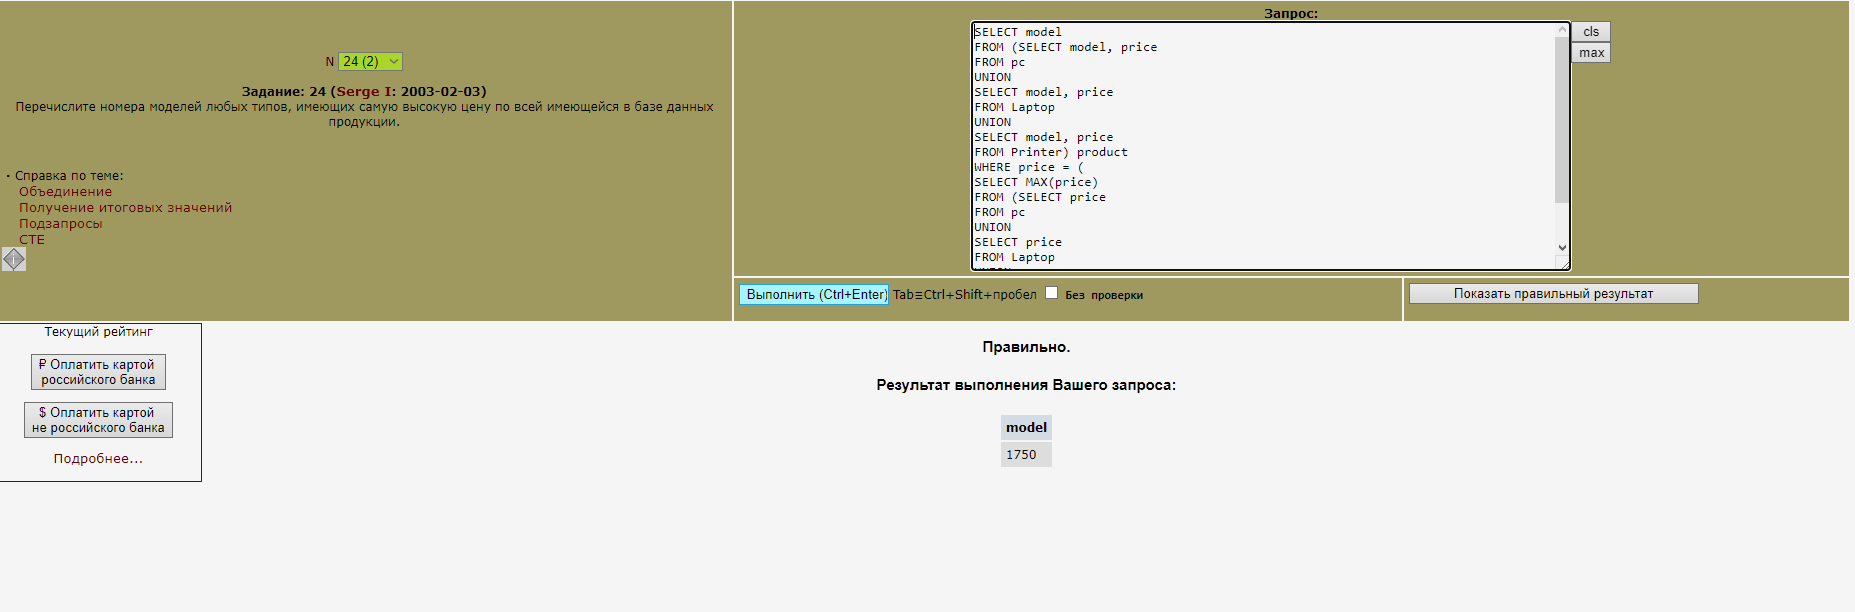 N 24 (2)
Задание: 24 (Serge I: 2003-02-03)
Перечислите номера моделей любых типов, имеющих самую высокую цену по всей имеющейся в базе данных
продукции.
· Справка по теме:
Объединение
Получение итоговых значений
Подзапросы
CTE
Запрос:
SELECT model
FROM (SELECT model, price
FROM pc
UNION
SELECT model, price
FROM Laptop
UNION
SELECT model, price
FROM Printer) product
WHERE price = (
SELECT MAX(price)
FROM (SELECT price
FROM pc
UNION
SELECT price
FROM Laptop
cls
max
Выполнить (Ctrl+Enter) Tab≡Ctrl+Shift+пробел Без проверки
Показать правильный результат
Текущий рейтинг
₽ Оплатить картой
российского банка
$ Оплатить картой
не российского банка
Подробнее...
Правильно.
Результат выполнения Вашего запроса:
model
1750